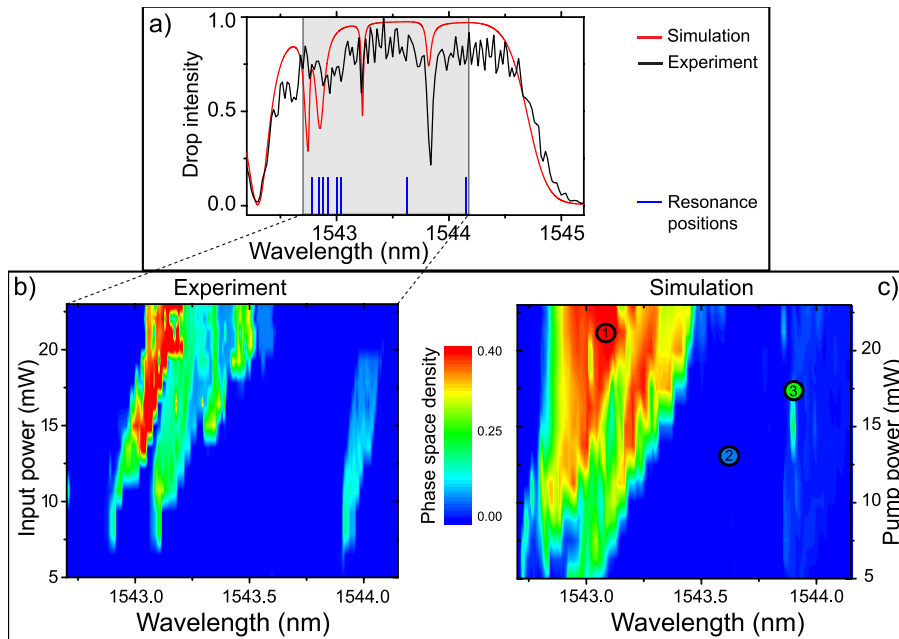 a)
Drop intensity
1.0
0.5
0.0
1543
1544
1545
Wavelength (nm)
Simulation
Experiment
Resonance
positions
b)
Experiment
Input power (mW)
20
15
10
5
1543.0
1543.5
1544.0
Wavelength (nm)
Phase space density
0.40
0.25
0.00
Simulation
c)
1
2
3
20
15
10
5
Pump power (mW)
1543.0
1543.5
1544.0
Wavelength (nm)